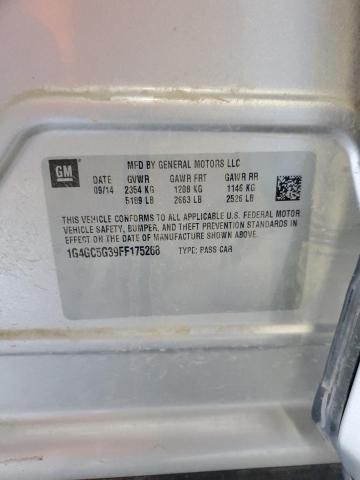 GM
MFD BY GENERAL MOTORS LLC
DATE GVWR GAWR FRT GAWR RR
09/14 2354 KG 1208 KG 1146 KG
5189 LB 2663 LB 2526 LB
THIS VEHICLE CONFORMS TO ALL APPLICABLE U.S. FEDERAL MOTOR
VEHICLE SAFETY, BUMPER, AND THEFT PREVENTION STANDARDS IN
EFFECT ON THE DATE OF MANUFACTURE SHOWN ABOVE.
1G4GC5G39FF175268 TYPE: PASS CAR